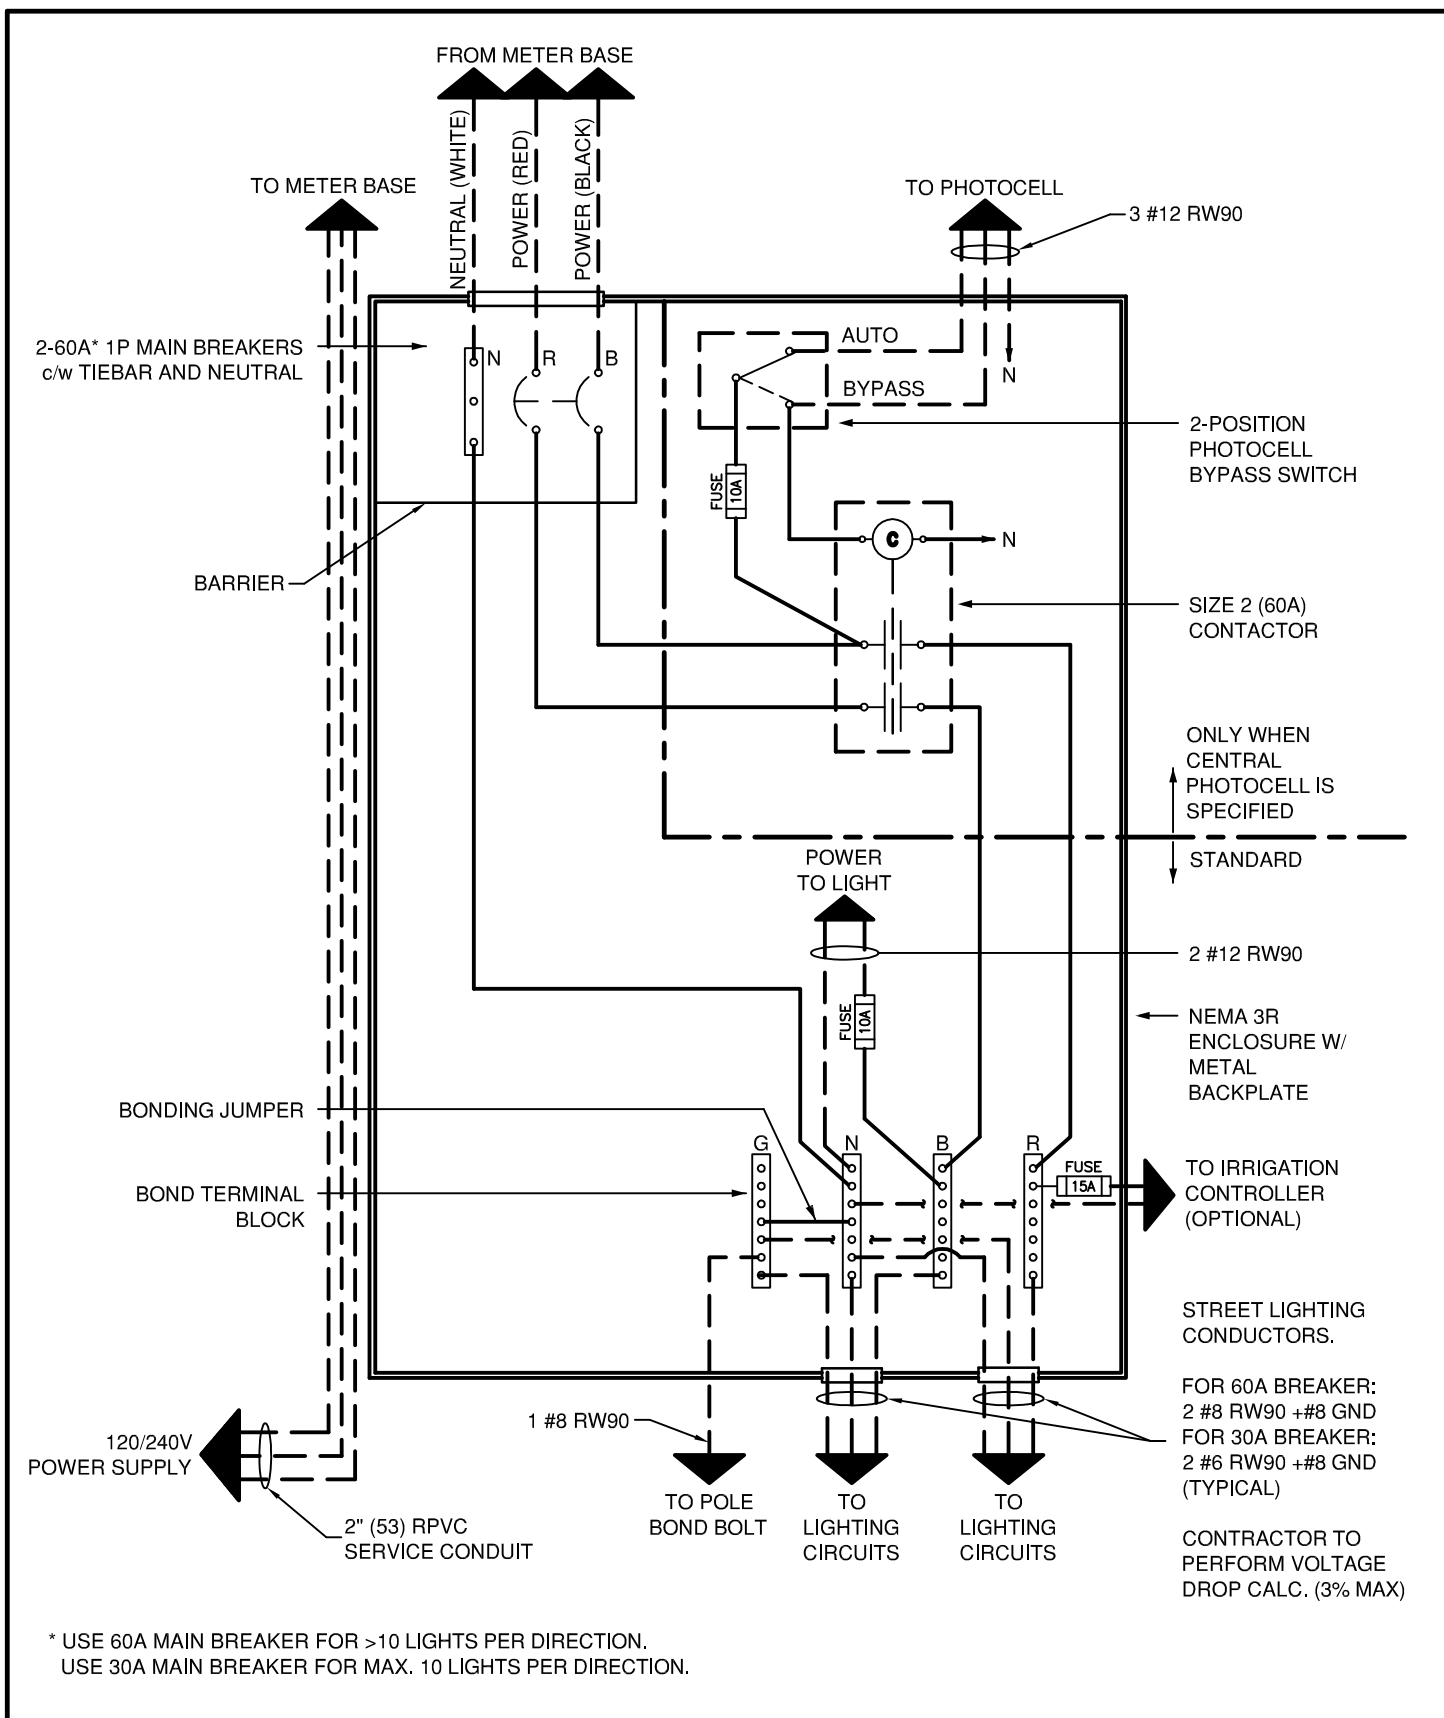 FROM METER BASE
NEUTRAL (WHITE)
POWER (RED)
POWER (BLACK)
TO METER BASE
TO PHOTOCELL
3 #12 RW90
2-60A* 1P MAIN BREAKERS
c/w TIEBAR AND NEUTRAL
N
R
B
AUTO
N
BYPASS
2-POSITION
PHOTOCELL
BYPASS SWITCH
FUSE
10A
C
N
BARRIER
SIZE 2 (60A)
CONTACTOR
ONLY WHEN
CENTRAL
PHOTOCELL IS
SPECIFIED
STANDARD
POWER
TO LIGHT
2 #12 RW90
FUSE
10A
NEMA 3R
ENCLOSURE W/
METAL
BACKPLATE
BONDING JUMPER
G
N
B
R
BOND TERMINAL
BLOCK
FUSE
15A
TO IRRIGATION
CONTROLLER
(OPTIONAL)
STREET LIGHTING
CONDUCTORS.
FOR 60A BREAKER:
2 #8 RW90 +#8 GND
FOR 30A BREAKER:
2 #6 RW90 +#8 GND
(TYPICAL)
1 #8 RW90
120/240V
POWER SUPPLY
2" (53) RPVC
SERVICE CONDUIT
TO POLE
BOND BOLT
TO
LIGHTING
CIRCUITS
TO
LIGHTING
CIRCUITS
CONTRACTOR TO
PERFORM VOLTAGE
DROP CALC. (3% MAX)
* USE 60A MAIN BREAKER FOR >10 LIGHTS PER DIRECTION.
USE 30A MAIN BREAKER FOR MAX. 10 LIGHTS PER DIRECTION.